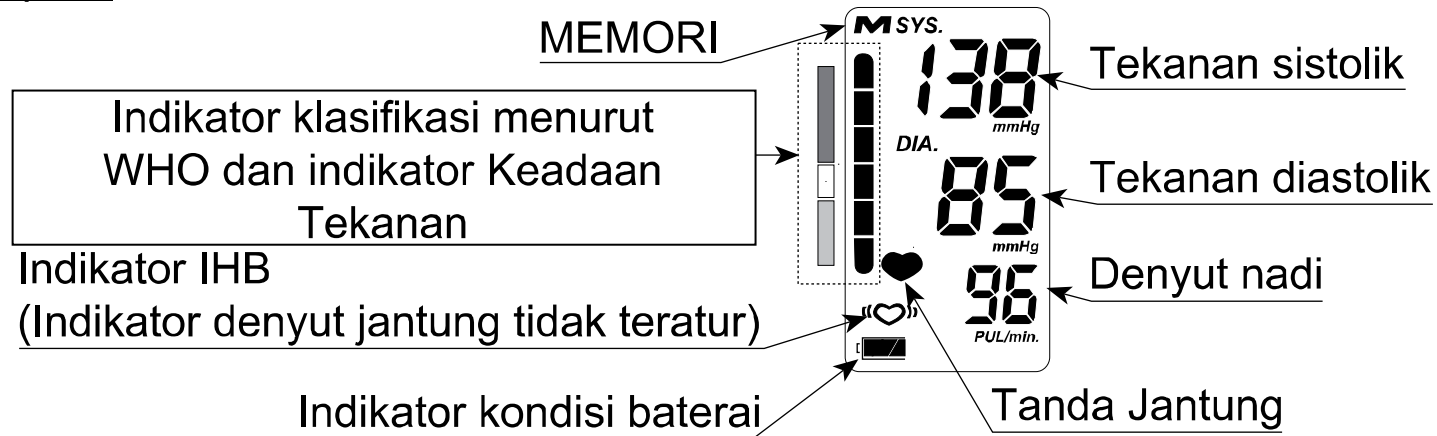 MEMORI
Indikator klasifikasi menurut
WHO dan indikator Keadaan
Tekanan
Indikator IHB
(Indikator denyut jantung tidak teratur)
Indikator kondisi baterai
M SYS.
138
mmHg
DIA.
85
mmHg
96
PUL/min.
Tekanan sistolik
Tekanan diastolik
Denyut nadi
Tanda Jantung